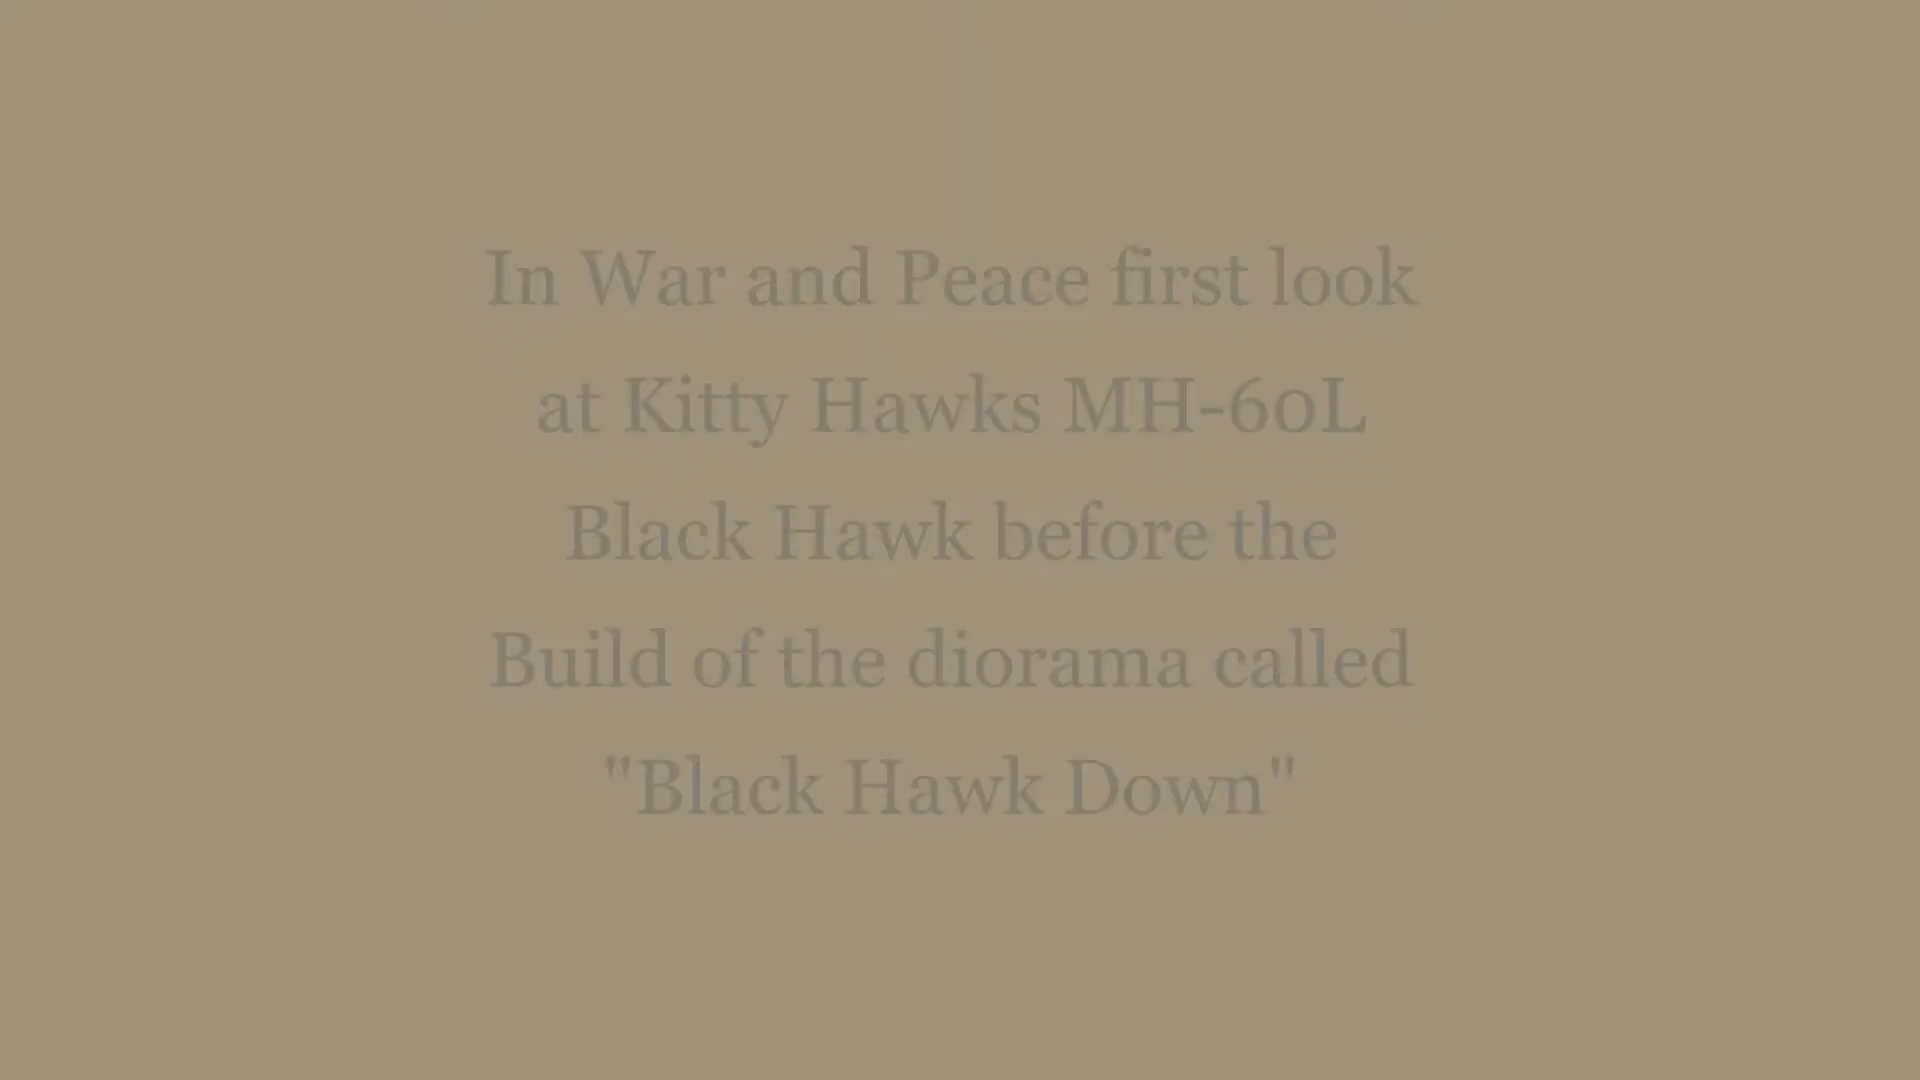 In War and Peace first look
at Kitty Hawks MH-60L
Black Hawk before the
Build of the diorama called
"Black Hawk Down"